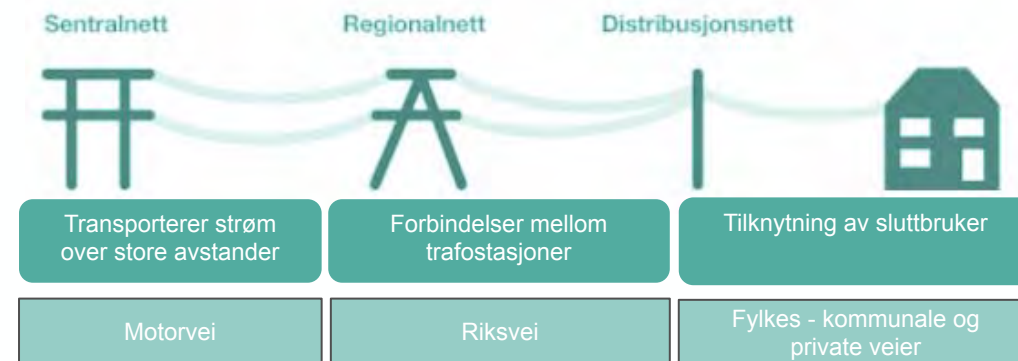 Sentralnett
Regionalnett
Distribusjonsnett
Transporterer strøm
over store avstander
Forbindelser mellom
trafostasjoner
Tilknytning av sluttbruker
Motorvei
Riksvei
Fylkes - kommunale og
private veier